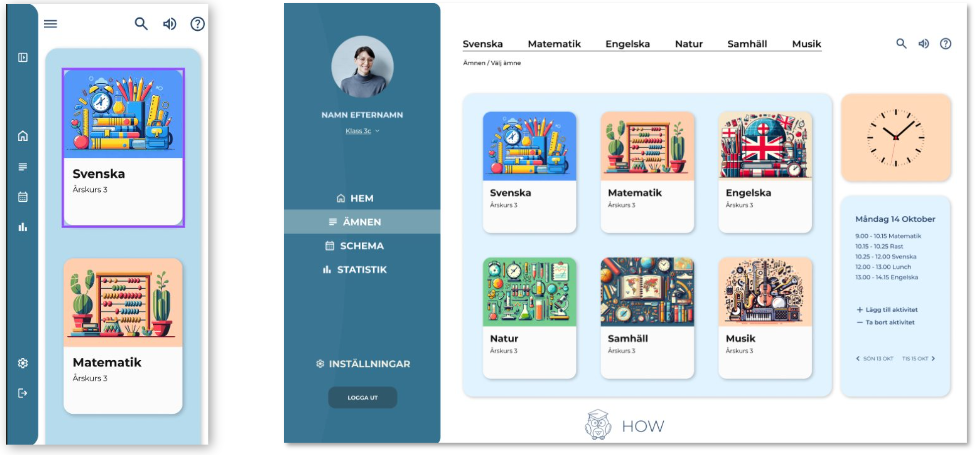 Svenska
Årskurs 3
Matematik
Årskurs 3
NAMN EFTERNAMN
Klass 3c
HEM
ÄMNEN
SCHEMA
STATISTIK
INSTÄLLNINGAR
LOGGA UT
Svenska Matematik Engelska Natur Samhäll Musik
Ämnen / Välj ämne
Svenska
Årskurs 3
Matematik
Årskurs 3
Engelska
Årskurs 3
Natur
Årskurs 3
Samhäll
Årskurs 3
Musik
Årskurs 3
Måndag 14 Oktober
9.00 - 10.15 Matematik
10.15 - 10.25 Rast
10.25 - 12.00 Svenska
12.00 - 13.00 Lunch
13.00 - 14.15 Engelska
+ Lägg till aktivitet
− Ta bort aktivitet
< SÖN 13 OKT TIS 15 OKT >
HOW